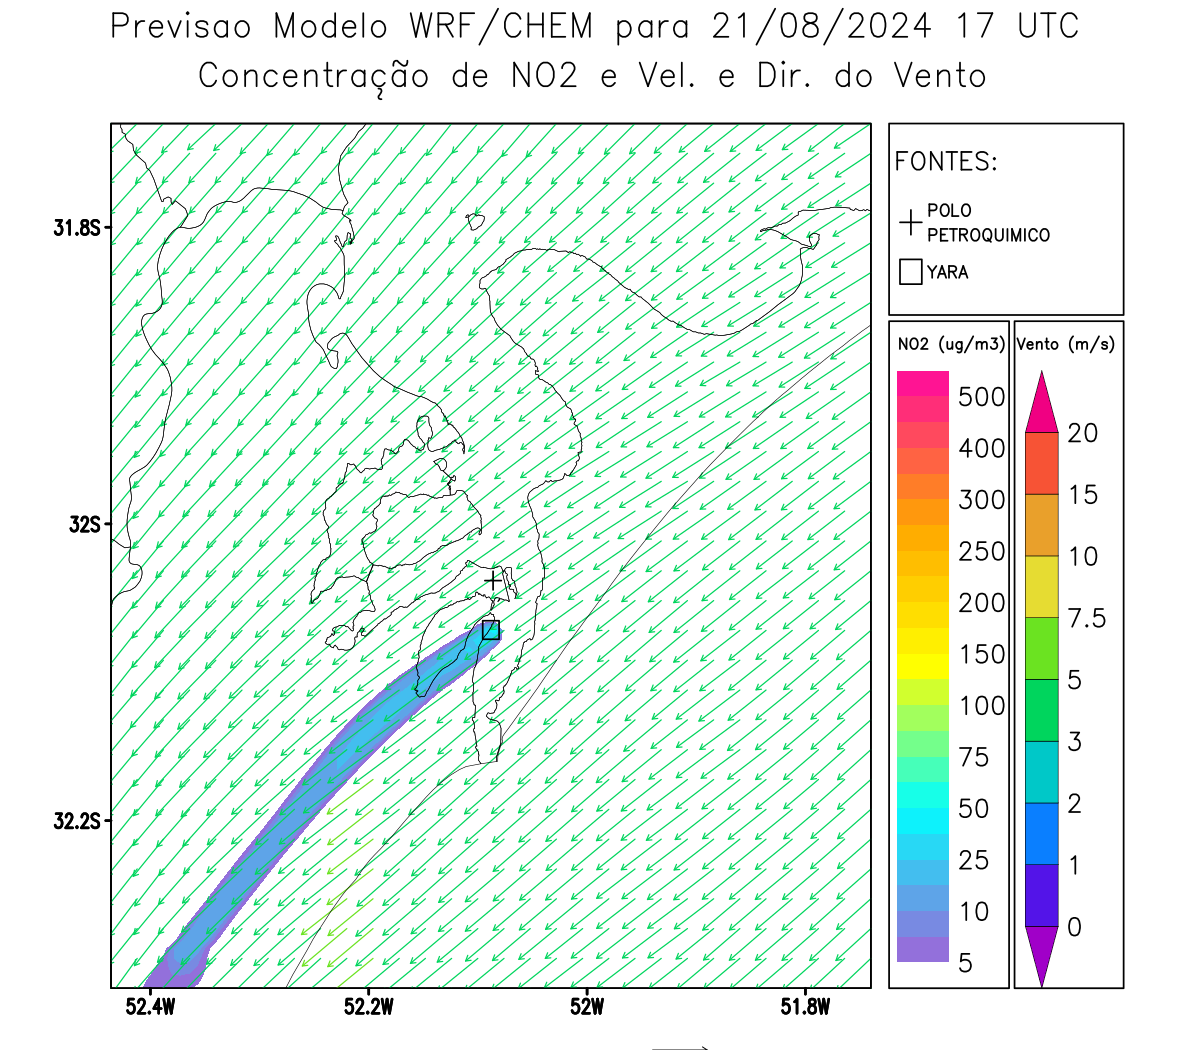 Previsao Modelo WRF/CHEM para 21/08/2024 17 UTC
Concentração de NO2 e Vel. e Dir. do Vento
FONTES:
POLO
PETROQUIMICO
YARA
31.8S
32S
32.2S
52.4W
52.2W
52W
51.8W
NO2 (ug/m3)
500
400
300
250
200
150
100
75
50
25
10
5
Vento (m/s)
20
15
10
7.5
5
3
2
1
0